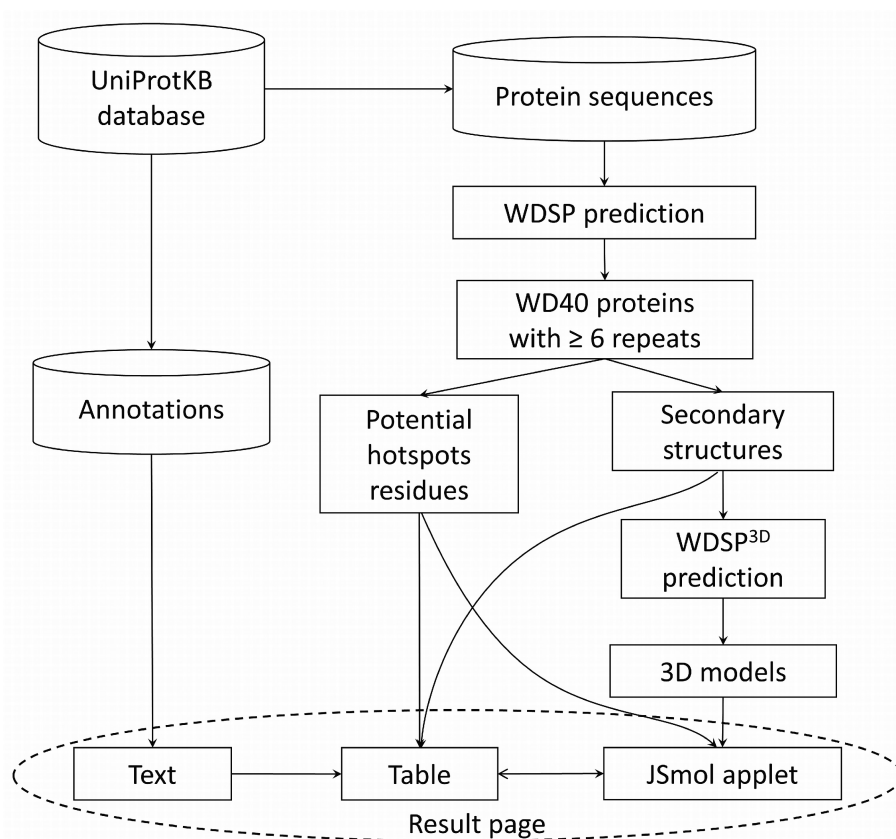 UniProtKB
database
Protein sequences
WDSP prediction
WD40 proteins
with ≥ 6 repeats
Annotations
Potential
hotspots
residues
Secondary
structures
WDSP³ᴰ
prediction
3D models
Text
Table
JSmol applet
Result page